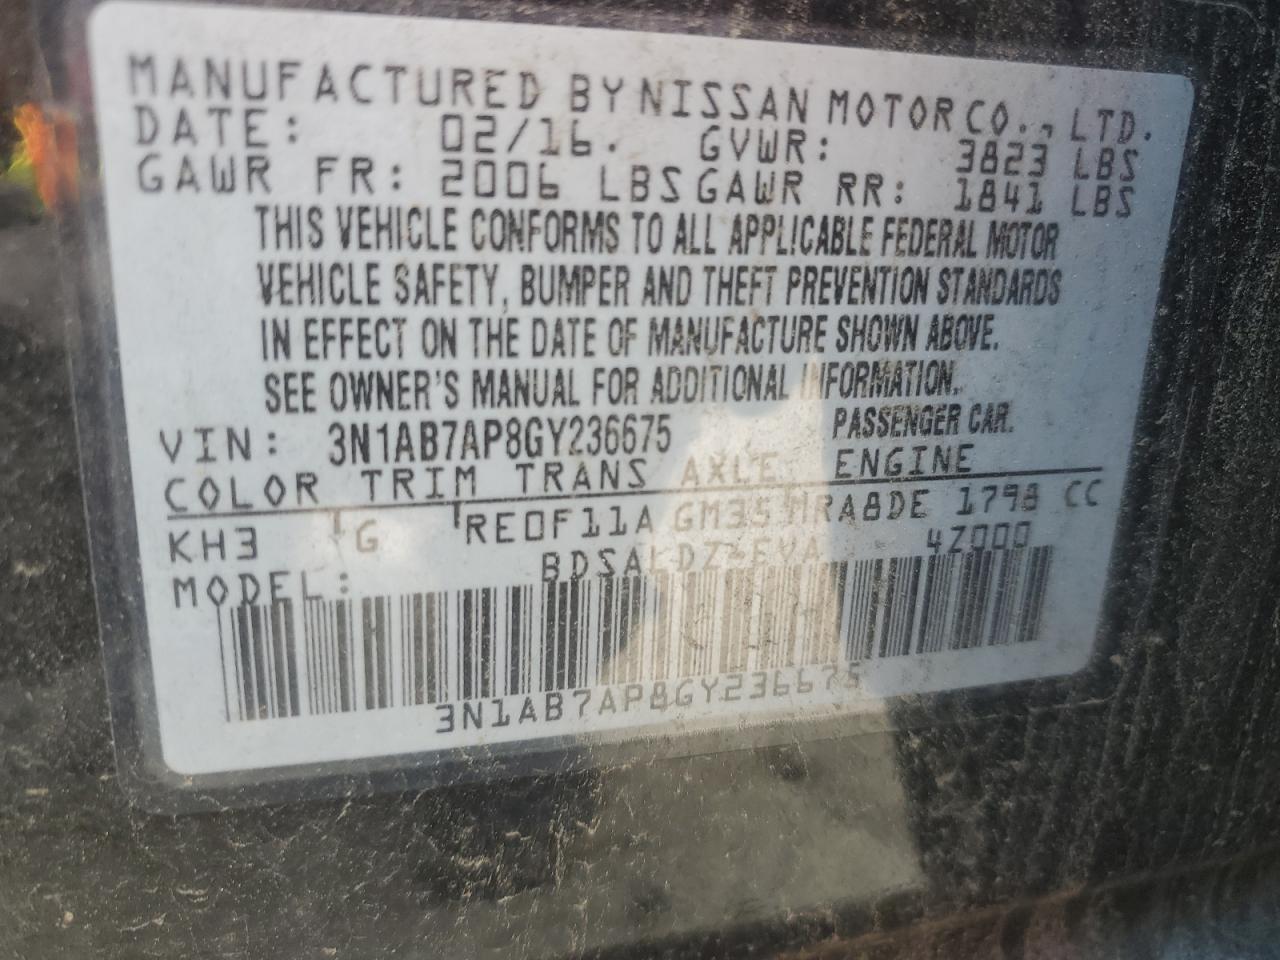 MANUFACTURED BY NISSAN MOTOR CO., LTD.
DATE: 02/16. GVWR: 3823 LBS
GAWR FR: 2006 LBS GAWR RR: 1841 LBS
THIS VEHICLE CONFORMS TO ALL APPLICABLE FEDERAL MOTOR
VEHICLE SAFETY, BUMPER AND THEFT PREVENTION STANDARDS
IN EFFECT ON THE DATE OF MANUFACTURE SHOWN ABOVE.
SEE OWNER'S MANUAL FOR ADDITIONAL INFORMATION.
VIN: 3N1AB7AP8GY236675 PASSENGER CAR.
COLOR TRIM TRANS AXLE ENGINE
KH3 G RE0F11A GM35 MRA8DE 1798 CC
MODEL: 4Z000
3N1AB7AP8GY236675